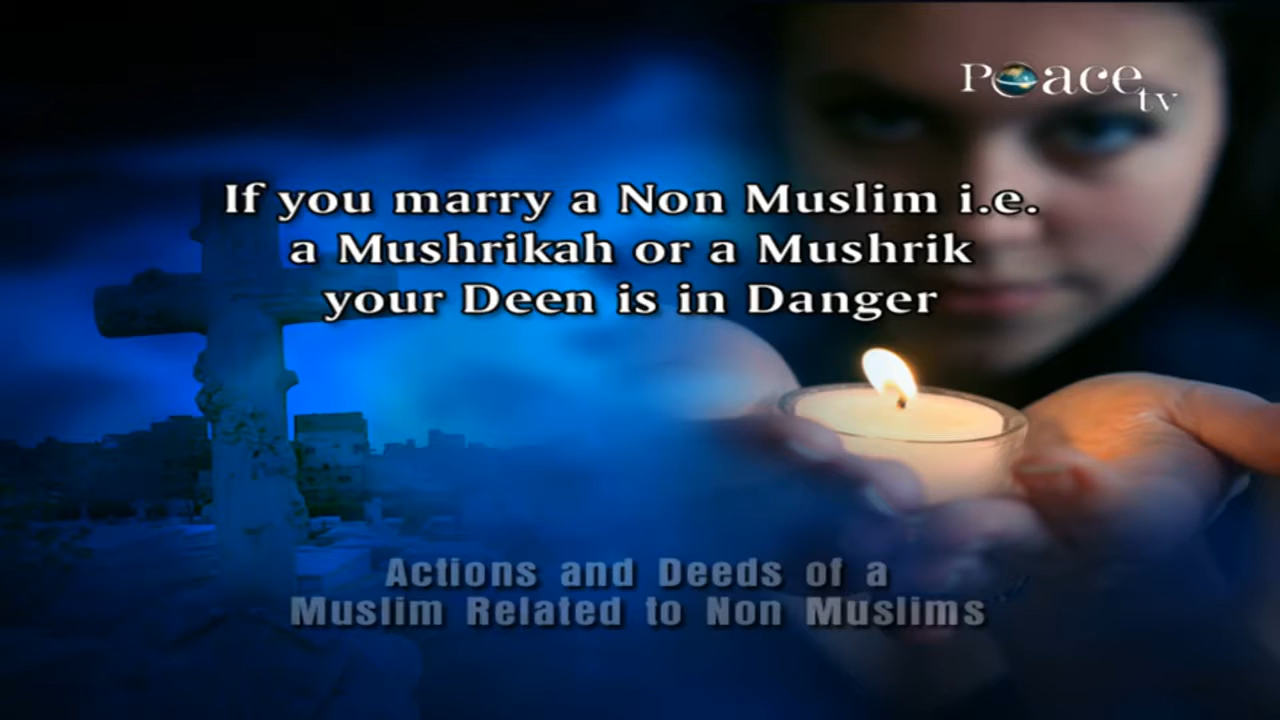 Peace
tv
If you marry a Non Muslim i.e.
a Mushrikah or a Mushrik
your Deen is in Danger
Actions and Deeds of a
Muslim Related to Non Muslims